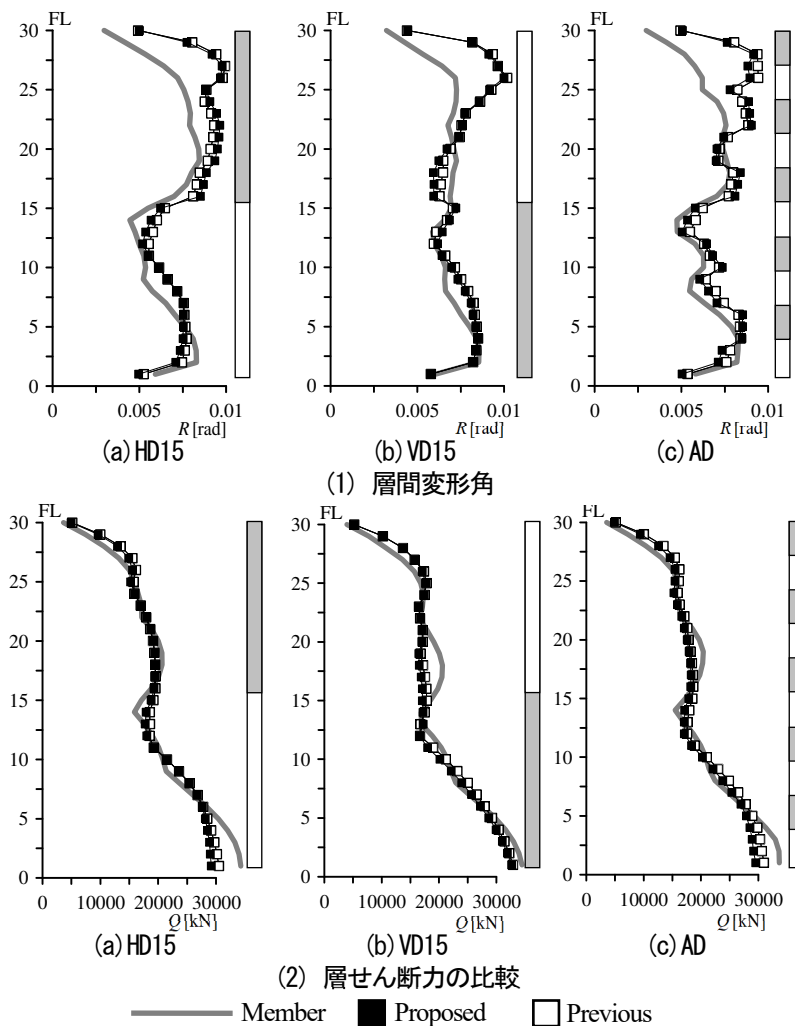 FL FL FL
30 30 30
25 25 25
20 20 20
15 15 15
10 10 10
5 5 5
0 0 0
0 0.005 0.01 0 0.005 0.01 0 0.005 0.01
R [rad] R [rad] R [rad]
(a) HD15 (b) VD15 (c) AD
(1) 層間変形角
FL FL FL
30 30 30
25 25 25
20 20 20
15 15 15
10 10 10
5 5 5
0 0 0
0 10000 20000 30000 0 10000 20000 30000 0 10000 20000 30000
Q [kN] Q [kN] Q [kN]
(a) HD15 (b) VD15 (c) AD
(2) 層せん断力の比較
Member Proposed Previous